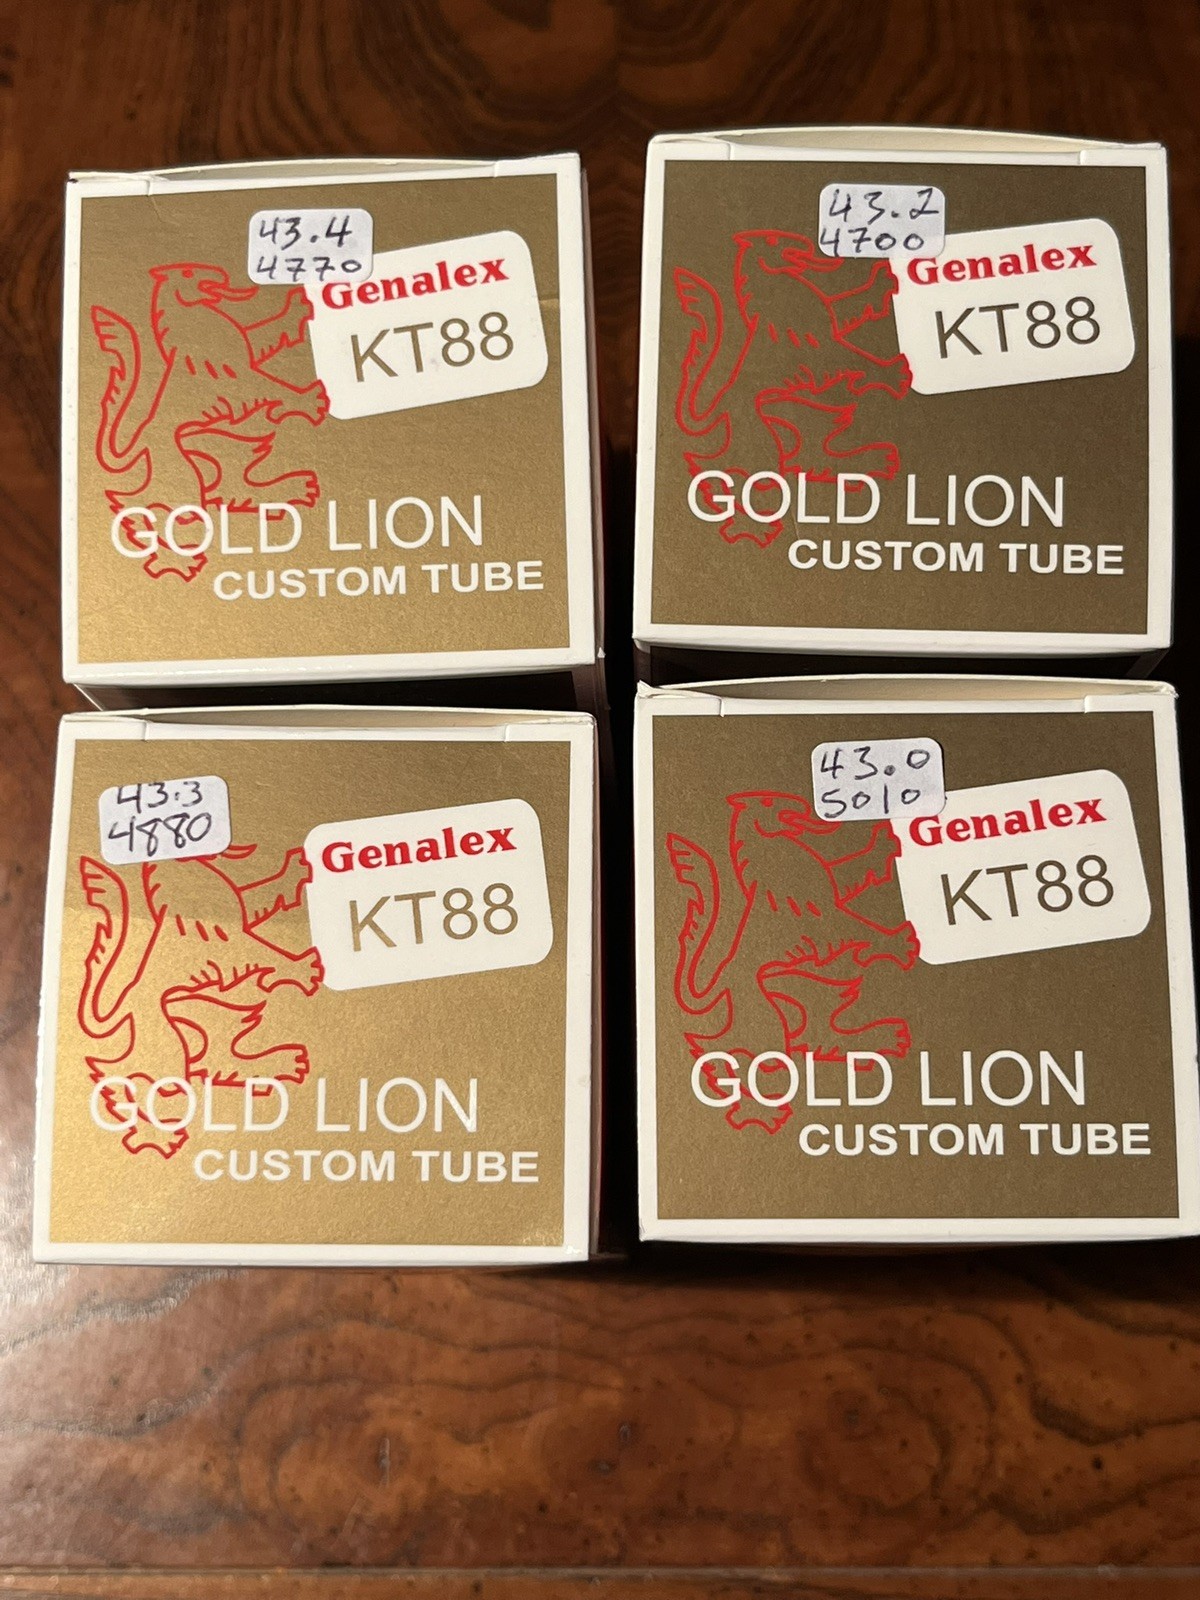 43.4
4770
Genalex
KT88
GOLD LION
CUSTOM TUBE
43.2
4700
Genalex
KT88
GOLD LION
CUSTOM TUBE
43.3
4880
Genalex
KT88
GOLD LION
CUSTOM TUBE
43.0
5010
Genalex
KT88
GOLD LION
CUSTOM TUBE